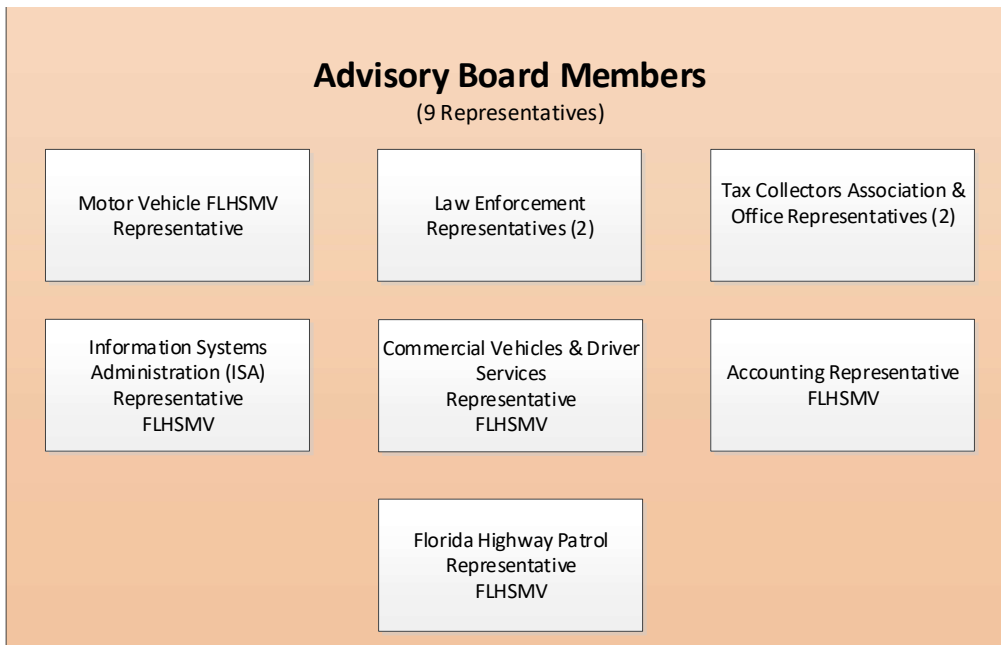 Advisory Board Members
(9 Representatives)
Motor Vehicle FLHSMV
Representative
Law Enforcement
Representatives (2)
Tax Collectors Association &
Office Representatives (2)
Information Systems
Administration (ISA)
Representative
FLHSMV
Commercial Vehicles & Driver
Services
Representative
FLHSMV
Accounting Representative
FLHSMV
Florida Highway Patrol
Representative
FLHSMV